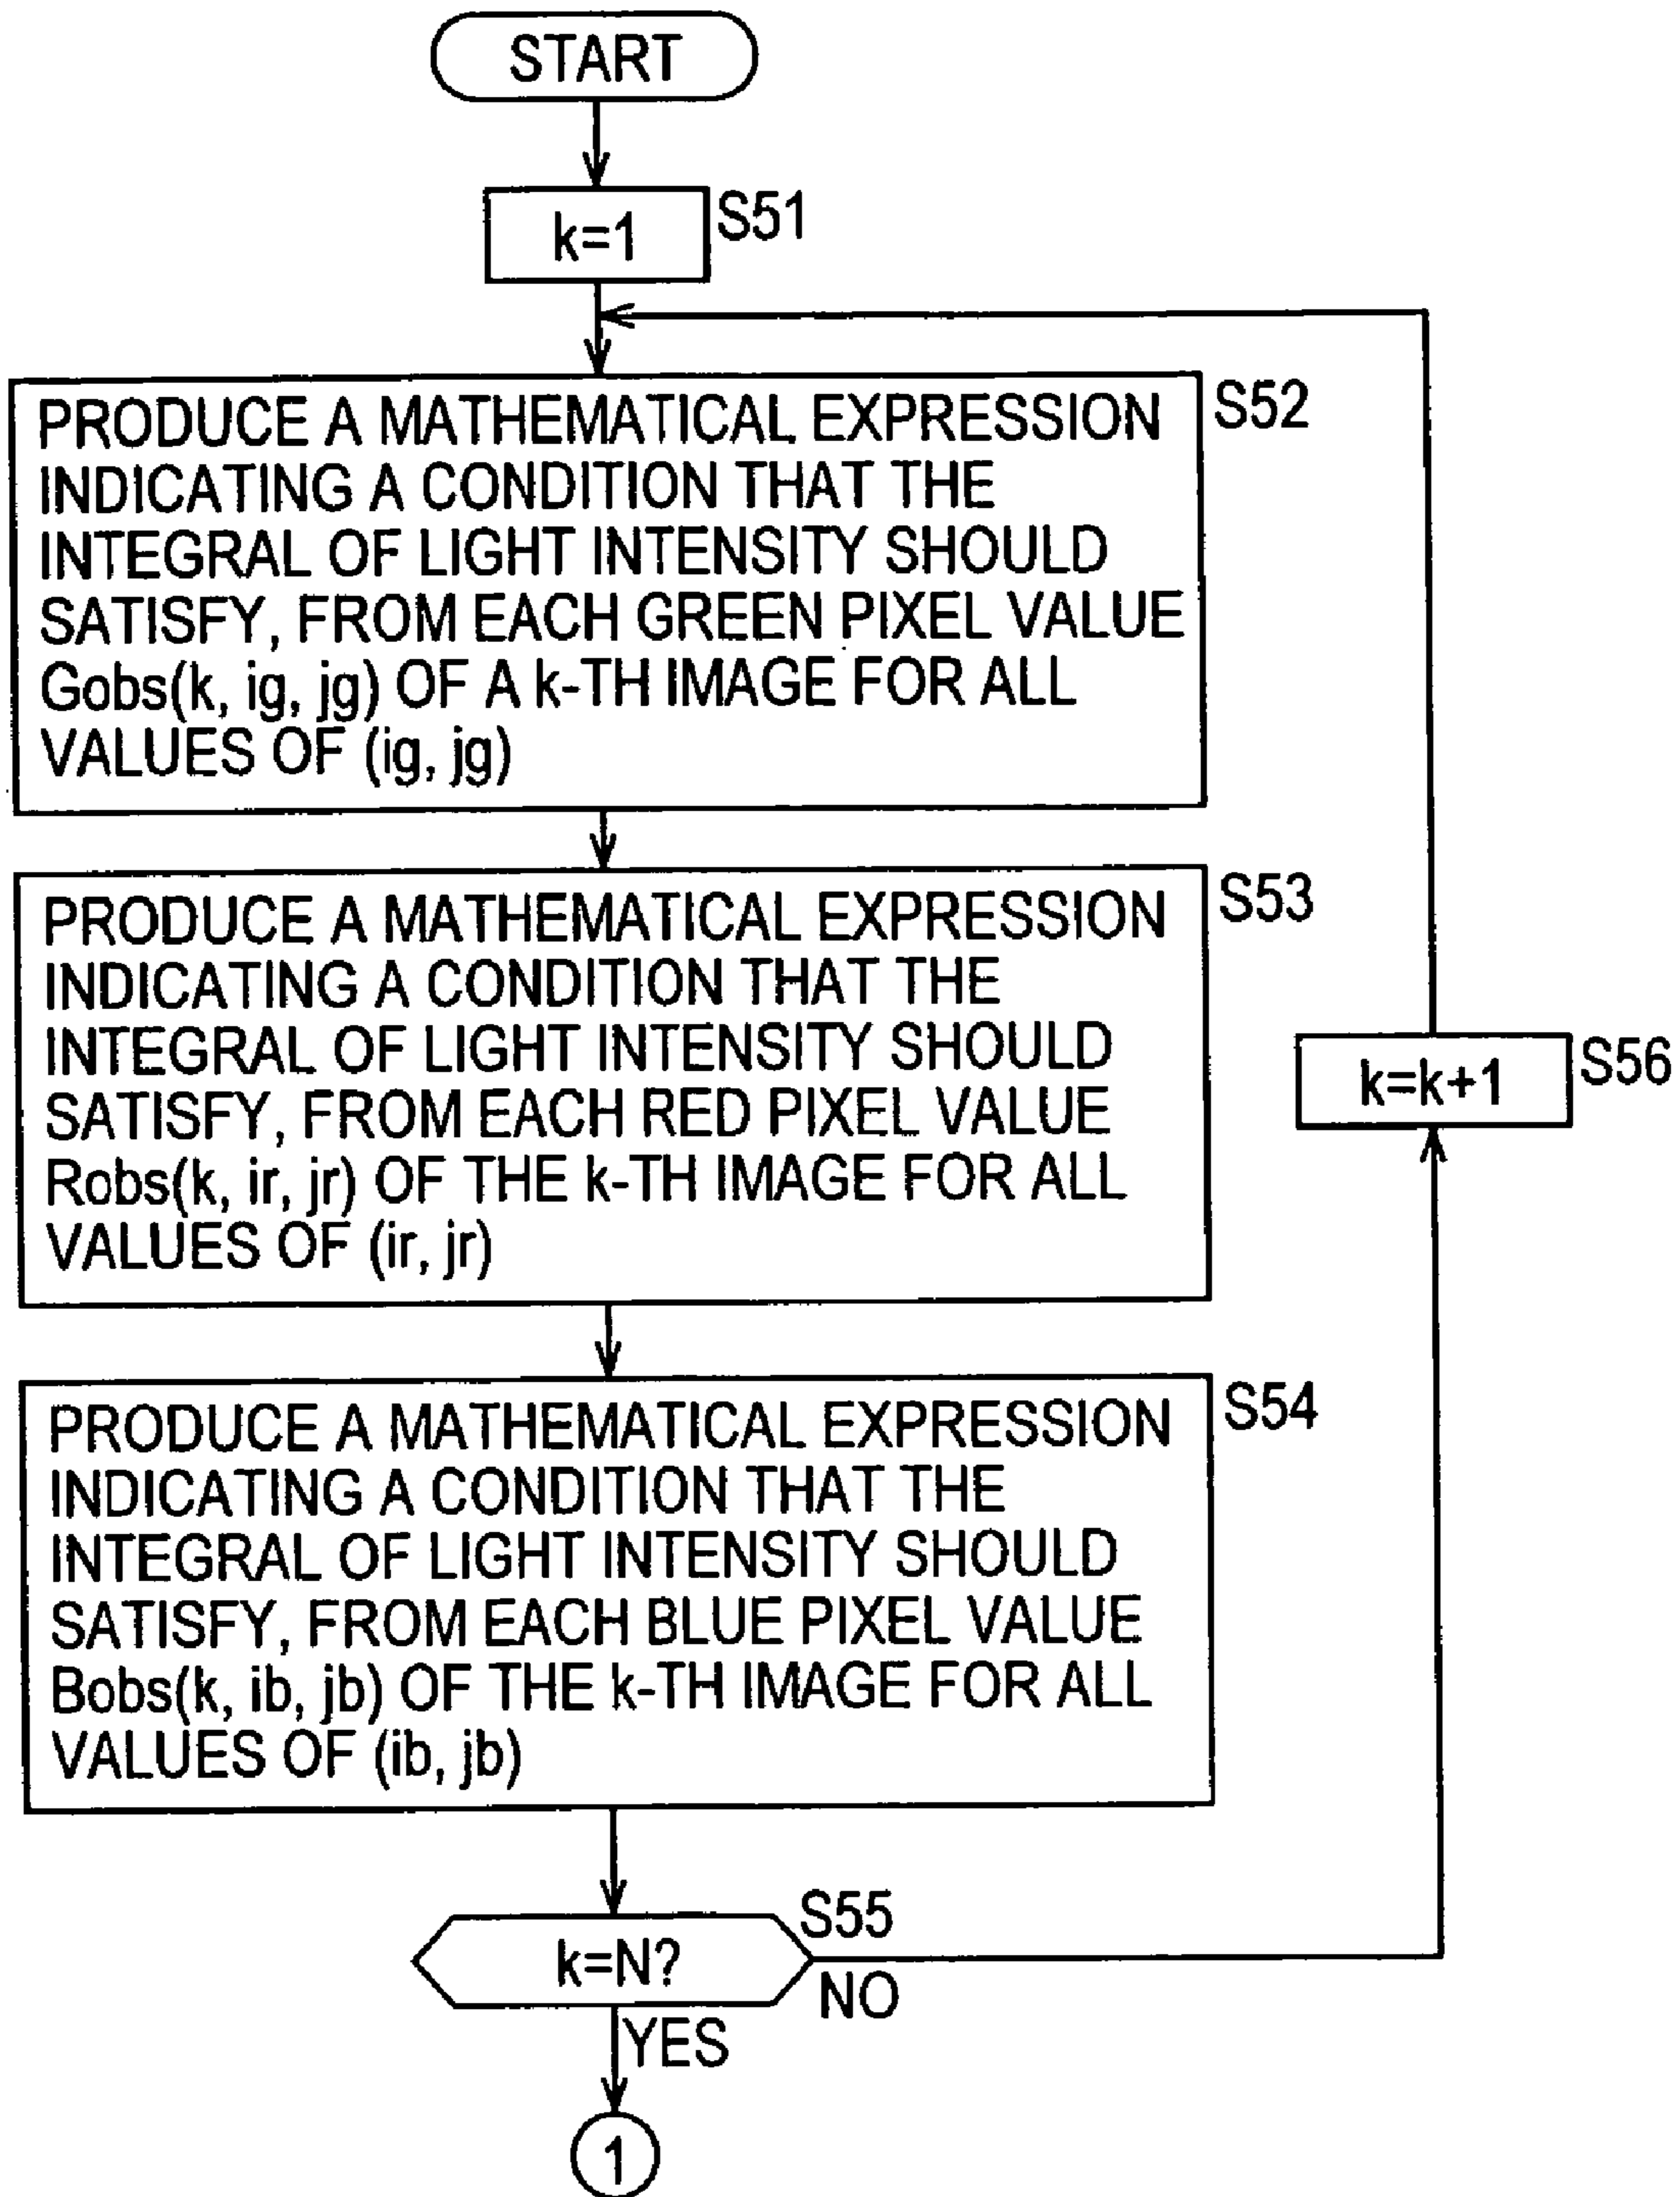 START
k=1
S51
PRODUCE A MATHEMATICAL EXPRESSION
INDICATING A CONDITION THAT THE
INTEGRAL OF LIGHT INTENSITY SHOULD
SATISFY, FROM EACH GREEN PIXEL VALUE
Gobs(k, ig, jg) OF A k-TH IMAGE FOR ALL
VALUES OF (ig, jg)
S52
PRODUCE A MATHEMATICAL EXPRESSION
INDICATING A CONDITION THAT THE
INTEGRAL OF LIGHT INTENSITY SHOULD
SATISFY, FROM EACH RED PIXEL VALUE
Robs(k, ir, jr) OF THE k-TH IMAGE FOR ALL
VALUES OF (ir, jr)
S53
k=k+1
S56
PRODUCE A MATHEMATICAL EXPRESSION
INDICATING A CONDITION THAT THE
INTEGRAL OF LIGHT INTENSITY SHOULD
SATISFY, FROM EACH BLUE PIXEL VALUE
Bobs(k, ib, jb) OF THE k-TH IMAGE FOR ALL
VALUES OF (ib, jb)
S54
k=N?
S55
NO
YES
1